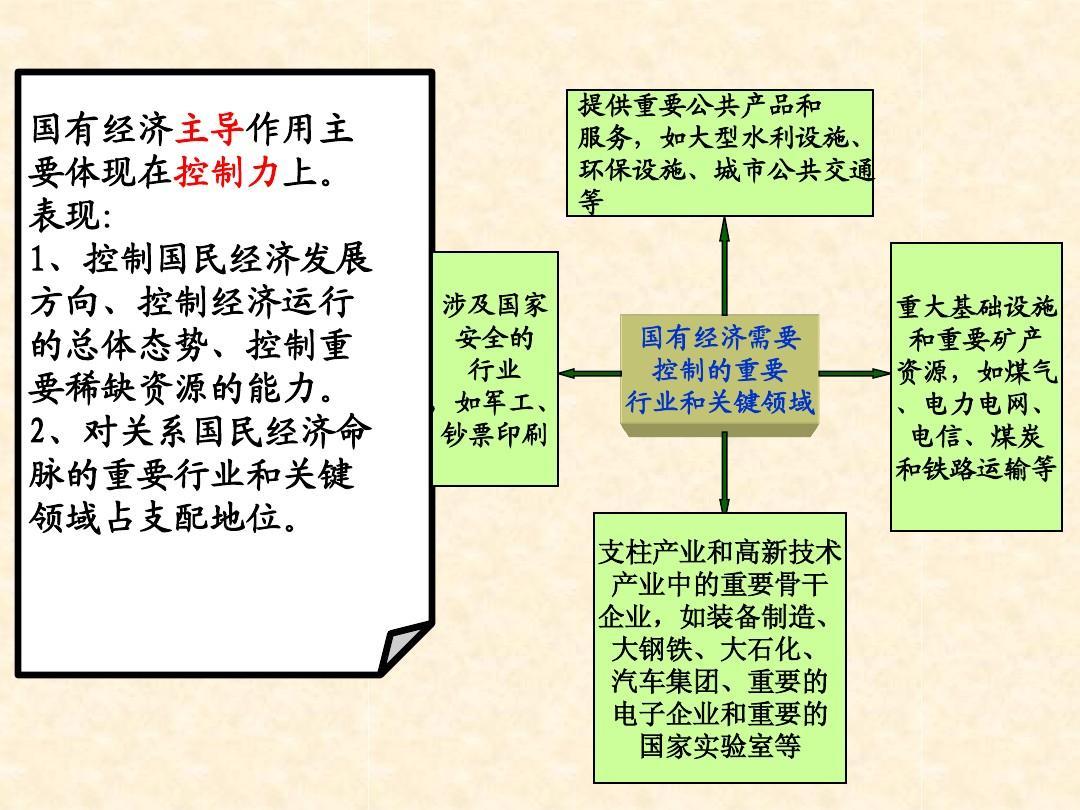 国有经济主导作用主
要体现在控制力上。
表现:
1、控制国民经济发展
方向、控制经济运行
的总体态势、控制重
要稀缺资源的能力。
2、对关系国民经济命
脉的重要行业和关键
领域占支配地位。
提供重要公共产品和
服务，如大型水利设施、
环保设施、城市公共交通
等
涉及国家
安全的
行业
，如军工、
钞票印刷
国有经济需要
控制的重要
行业和关键领域
重大基础设施
和重要矿产
资源，如煤气
、电力电网、
电信、煤炭
和铁路运输等
支柱产业和高新技术
产业中的重要骨干
企业，如装备制造、
大钢铁、大石化、
汽车集团、重要的
电子企业和重要的
国家实验室等